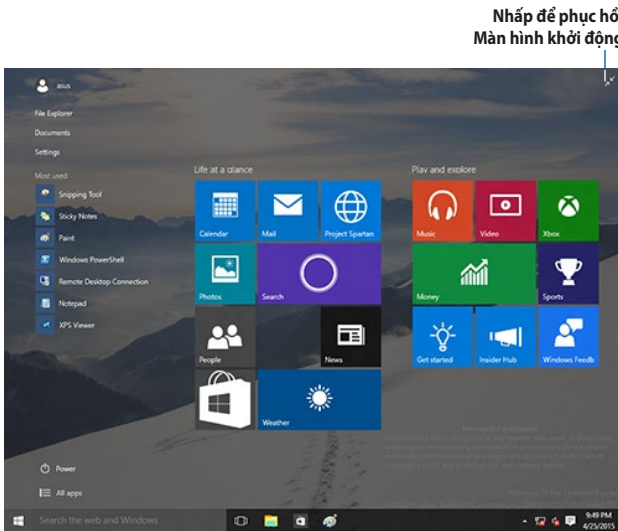 Nhấp để phục hồ
Màn hình khởi động
asus
File Explorer
Documents
Settings
Most used
Snipping Tool
Sticky Notes
Paint
Windows PowerShell
Remote Desktop Connection
Notepad
XPS Viewer
Power
All apps
Life at a glance
Calendar
Mail
Project Spartan
Photos
Search
People
News
Weather
Play and explore
Music
Video
Xbox
Money
Sports
Get started
Insider Hub
Windows Feedb
Microsoft Confidential
Search the web and Windows
9:49 PM
4/25/2015